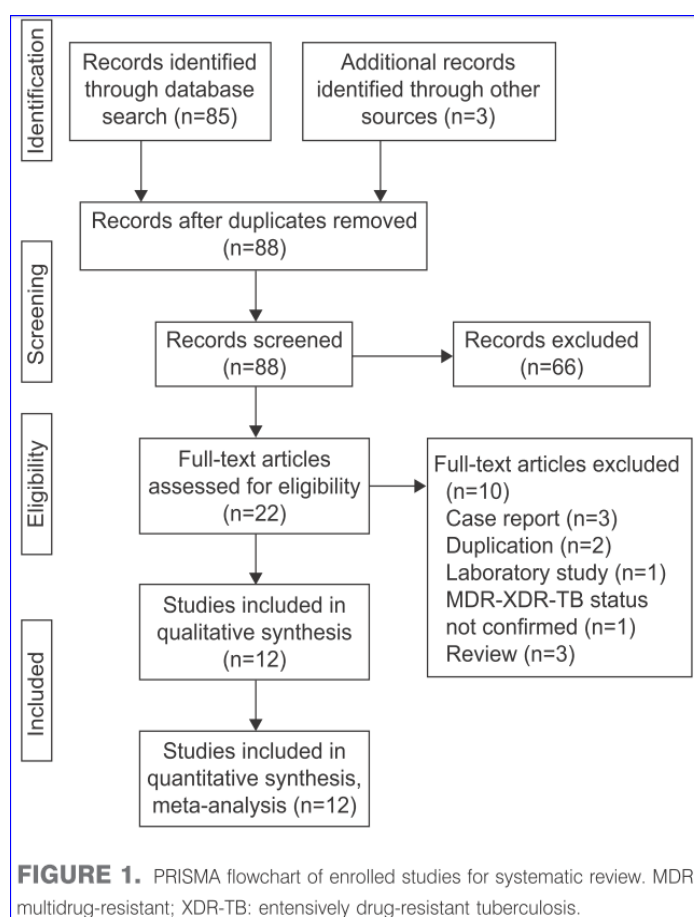 Identification
Records identified
through database
search (n=85)
Additional records
identified through other
sources (n=3)
Records after duplicates removed
(n=88)
Screening
Records screened
(n=88)
Records excluded
(n=66)
Eligibility
Full-text articles
assessed for eligibility
(n=22)
Full-text articles excluded
(n=10)
Case report (n=3)
Duplication (n=2)
Laboratory study (n=1)
MDR-XDR-TB status
not confirmed (n=1)
Review (n=3)
Included
Studies included in
qualitative synthesis
(n=12)
Studies included in
quantitative synthesis,
meta-analysis (n=12)
FIGURE 1. PRISMA flowchart of enrolled studies for systematic review. MDR
multidrug-resistant; XDR-TB: entensively drug-resistant tuberculosis.